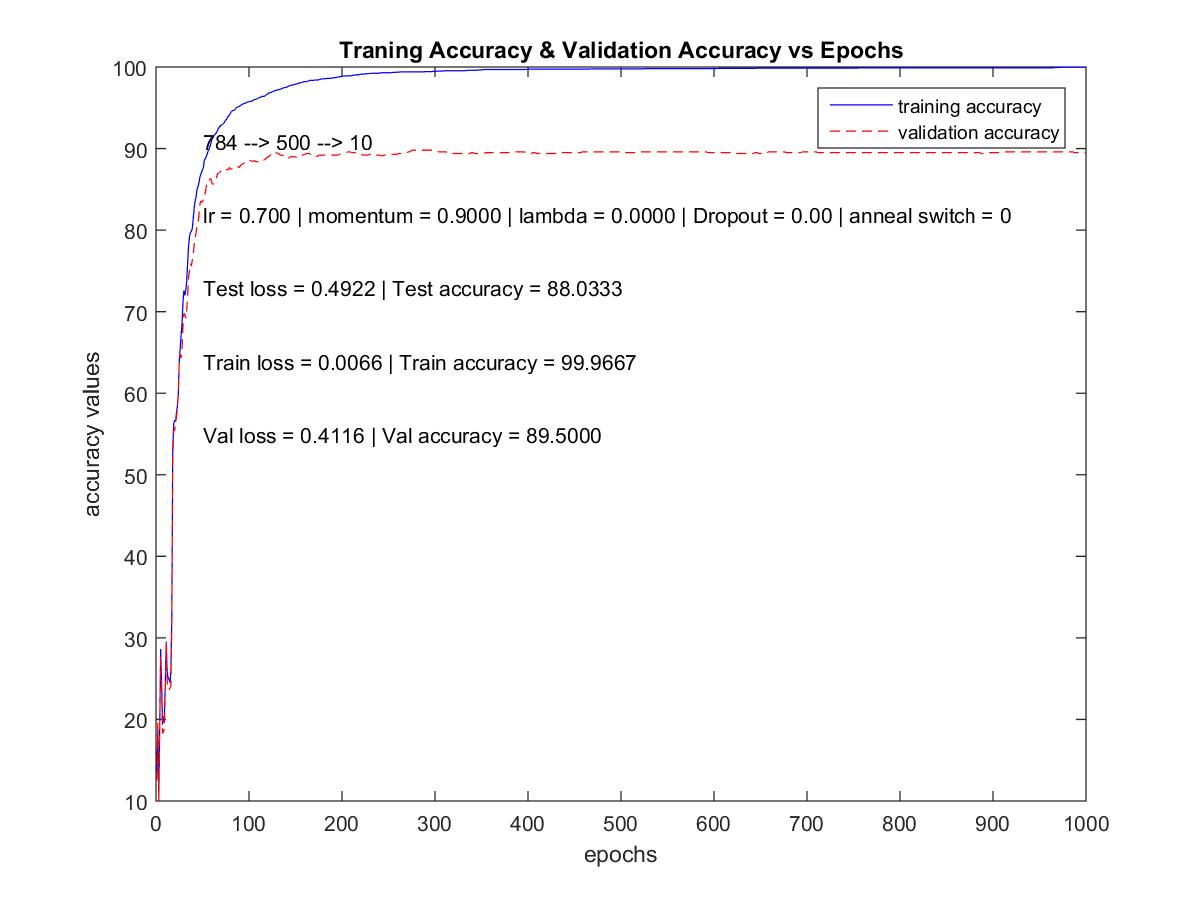 Traning Accuracy & Validation Accuracy vs Epochs
100
90
80
70
60
50
40
30
20
10
accuracy values
training accuracy
validation accuracy
784 --> 500 --> 10
lr = 0.700 | momentum = 0.9000 | lambda = 0.0000 | Dropout = 0.00 | anneal switch = 0
Test loss = 0.4922 | Test accuracy = 88.0333
Train loss = 0.0066 | Train accuracy = 99.9667
Val loss = 0.4116 | Val accuracy = 89.5000
0 100 200 300 400 500 600 700 800 900 1000
epochs